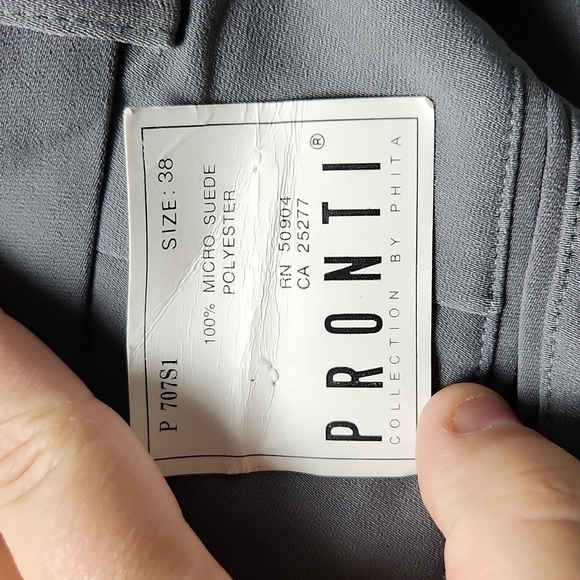 P 707S1 SIZE: 38
100% MICRO SUEDE
POLYESTER
RN 50904
CA 25277
PRONTI®
COLLECTION BY PHITA